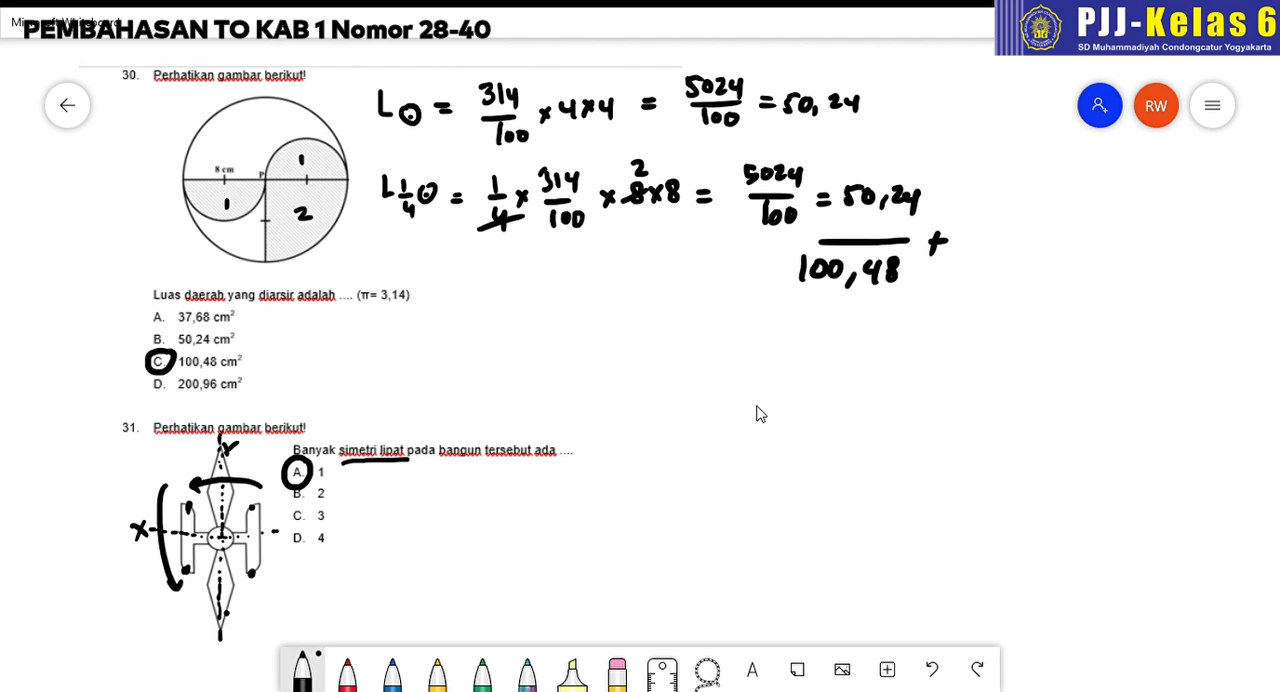 PEMBAHASAN TO KAB 1 Nomor 28-40
PJJ-Kelas 6
SD Muhammadiyah Condongcatur Yogyakarta
RW
30. Perhatikan gambar berikut!
8 cm
P
1
1
2
L⊙ = 314/100 × 4 × 4 = 5024/100 = 50,24
L 1/4 ⊙ = 1/4 × 314/100 × 8 × 8 = 5024/100 = 50,24
2
+
100,48
Luas daerah yang diarsir adalah .... (π= 3,14)
A. 37,68 cm²
B. 50,24 cm²
C. 100,48 cm²
D. 200,96 cm²
31. Perhatikan gambar berikut!
Banyak simetri lipat pada bangun tersebut ada ....
A. 1
B. 2
C. 3
D. 4
X
A